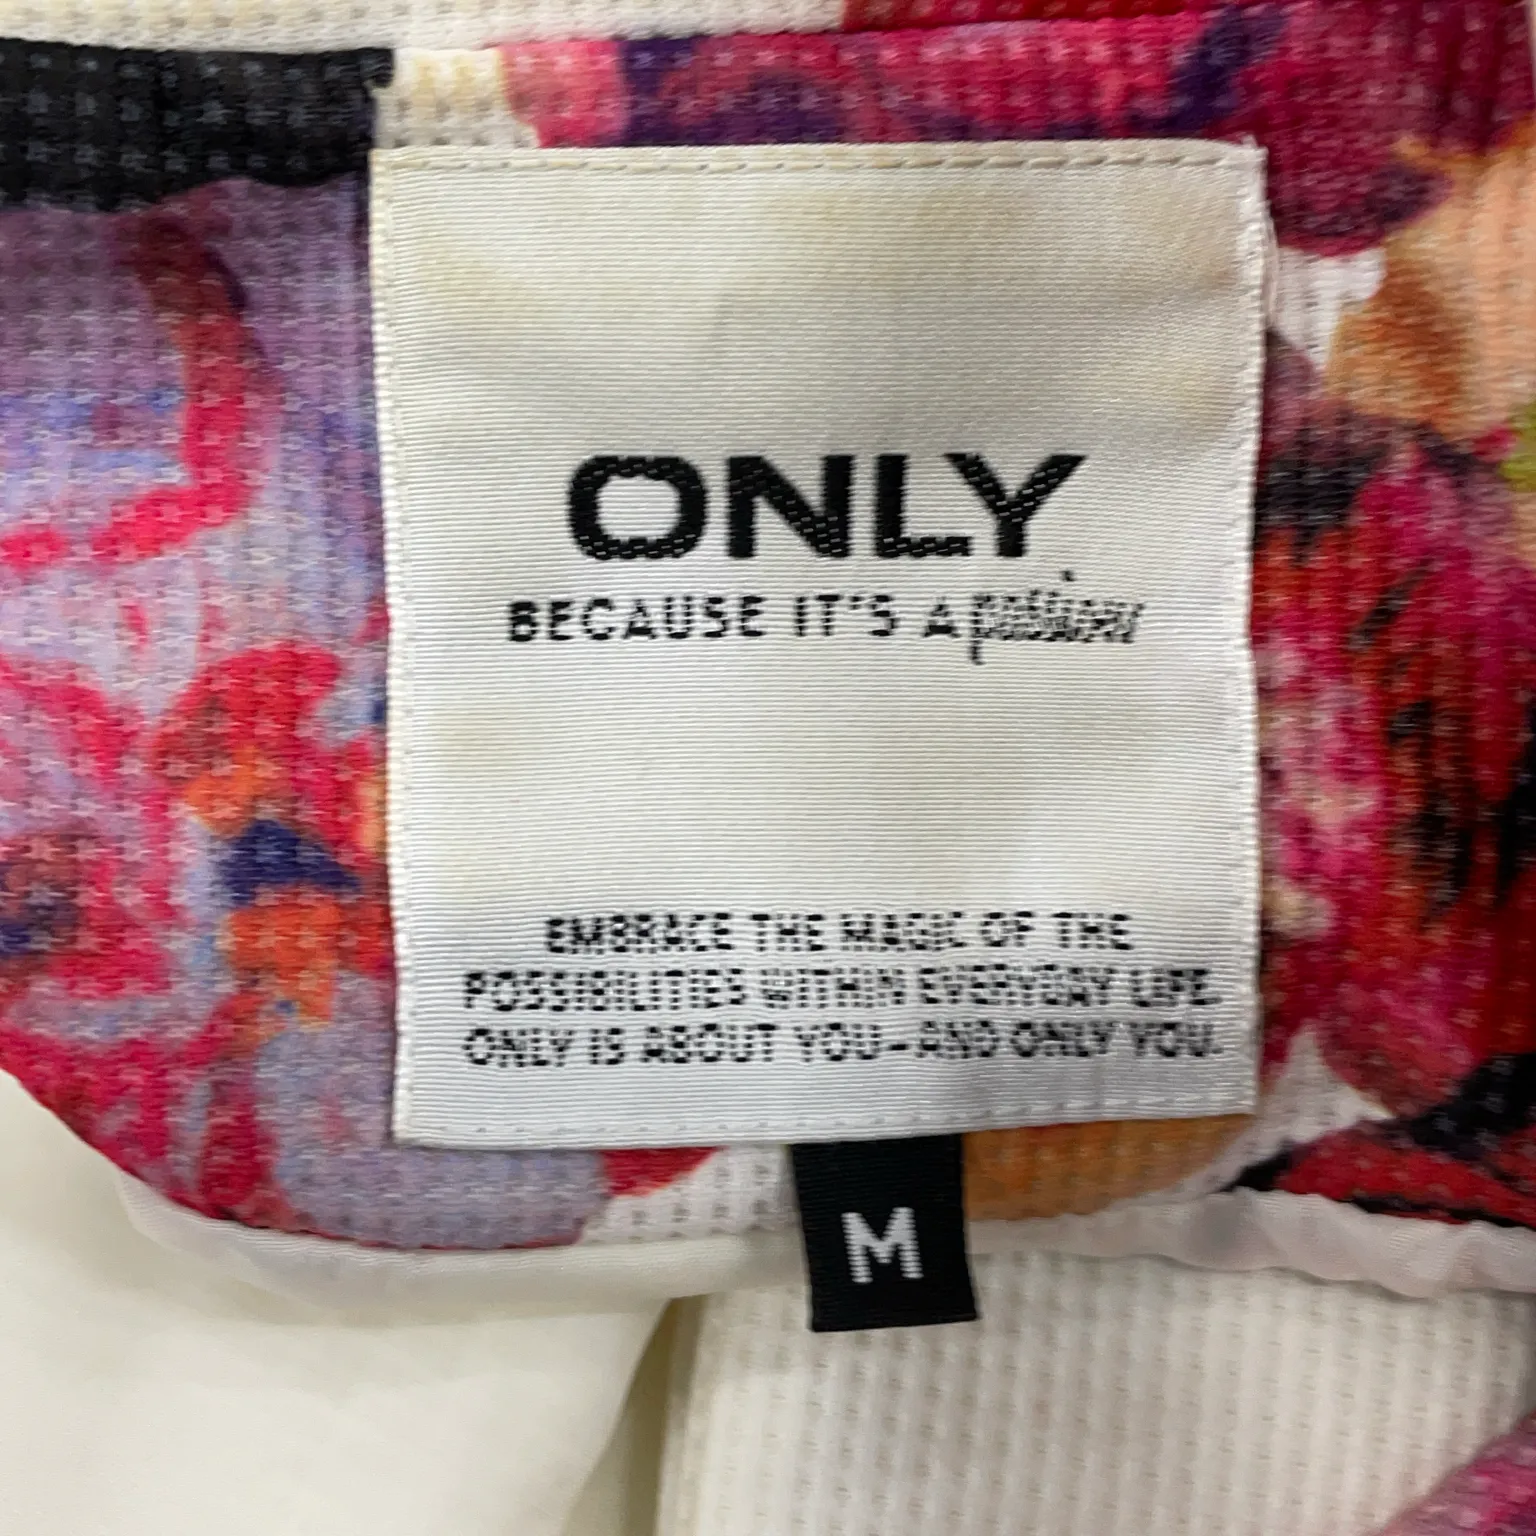 ONLY
BECAUSE IT'S A passion
EMBRACE THE MAGIC OF THE
POSSIBILITIES WITHIN EVERYDAY LIFE.
ONLY IS ABOUT YOU–AND ONLY YOU.
M